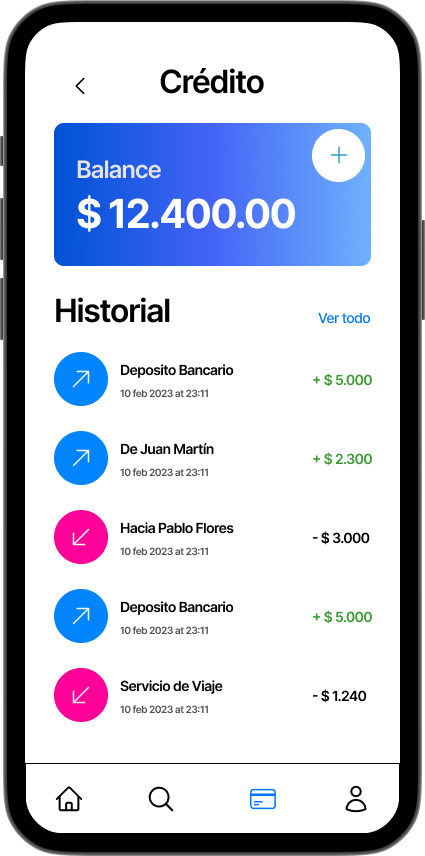 Crédito
Balance
$ 12.400.00
Historial
Ver todo
Deposito Bancario
10 feb 2023 at 23:11
+ $ 5.000
De Juan Martín
10 feb 2023 at 23:11
+ $ 2.300
Hacia Pablo Flores
10 feb 2023 at 23:11
- $ 3.000
Deposito Bancario
10 feb 2023 at 23:11
+ $ 5.000
Servicio de Viaje
10 feb 2023 at 23:11
- $ 1.240